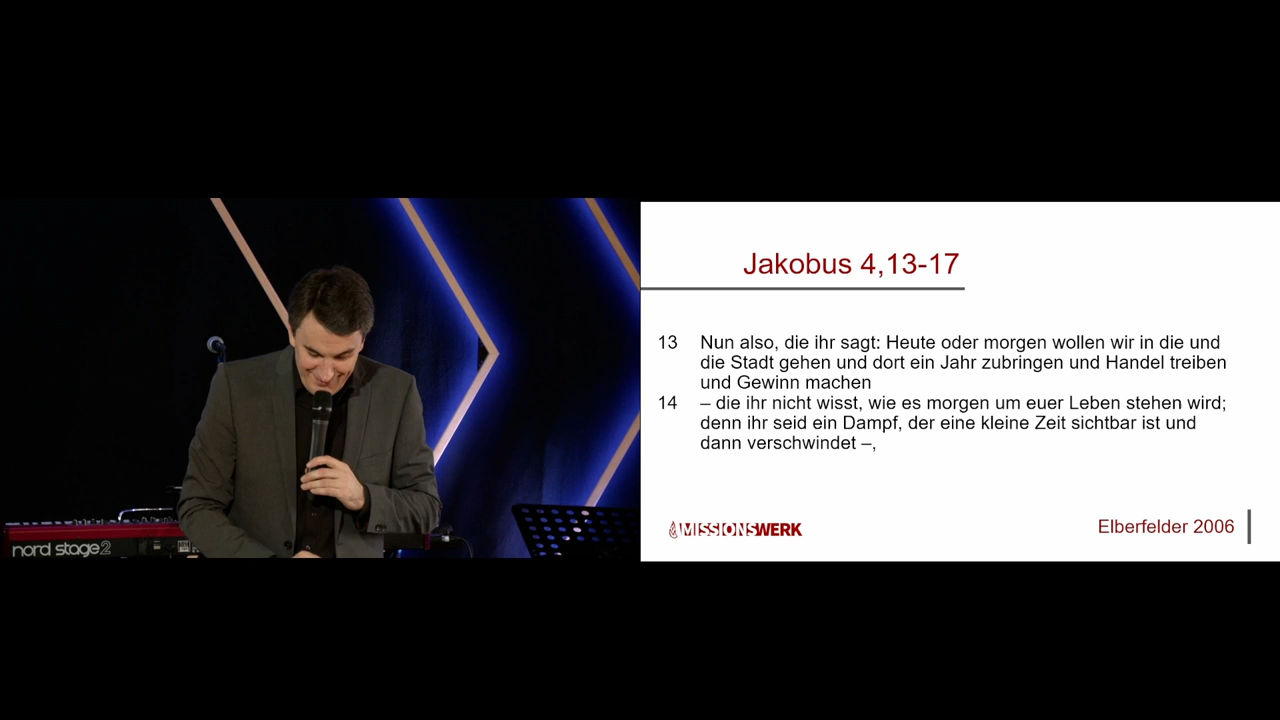 nord stage 2
Jakobus 4,13-17
13 Nun also, die ihr sagt: Heute oder morgen wollen wir in die und
die Stadt gehen und dort ein Jahr zubringen und Handel treiben
und Gewinn machen
14 – die ihr nicht wisst, wie es morgen um euer Leben stehen wird;
denn ihr seid ein Dampf, der eine kleine Zeit sichtbar ist und
dann verschwindet –,
MISSIONSWERK
Elberfelder 2006